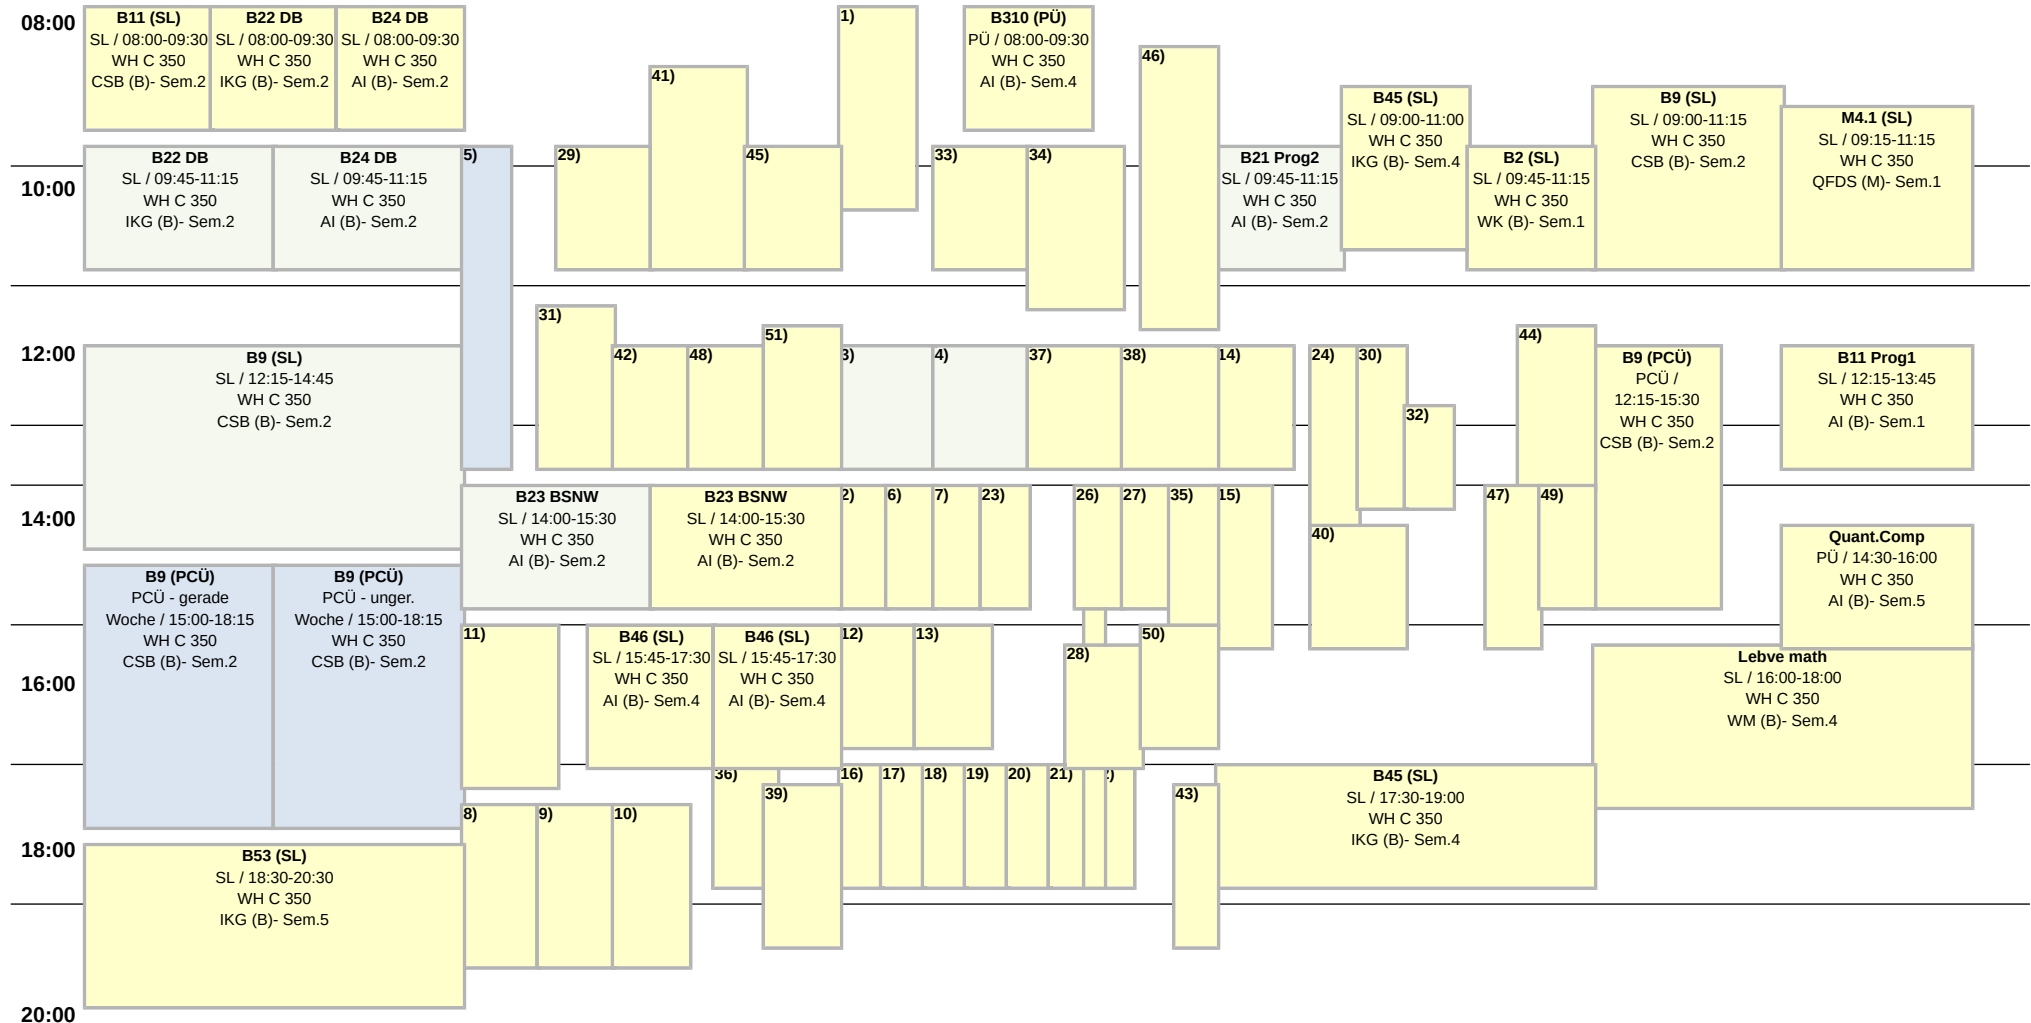 08:00
B11 (SL)
SL / 08:00-09:30
WH C 350
CSB (B)- Sem.2
B22 DB
SL / 08:00-09:30
WH C 350
IKG (B)- Sem.2
B24 DB
SL / 08:00-09:30
WH C 350
AI (B)- Sem.2
1)
B310 (PÜ)
PÜ / 08:00-09:30
WH C 350
AI (B)- Sem.4
46)
41)
B45 (SL)
SL / 09:00-11:00
WH C 350
IKG (B)- Sem.4
B9 (SL)
SL / 09:00-11:15
WH C 350
CSB (B)- Sem.2
M4.1 (SL)
SL / 09:15-11:15
WH C 350
QFDS (M)- Sem.1
10:00
B22 DB
SL / 09:45-11:15
WH C 350
IKG (B)- Sem.2
B24 DB
SL / 09:45-11:15
WH C 350
AI (B)- Sem.2
5)
29)
45)
33)
34)
B21 Prog2
SL / 09:45-11:15
WH C 350
AI (B)- Sem.2
B2 (SL)
SL / 09:45-11:15
WH C 350
WK (B)- Sem.1
31)
51)
44)
12:00
B9 (SL)
SL / 12:15-14:45
WH C 350
CSB (B)- Sem.2
42)
48)
3)
4)
37)
38)
14)
24)
30)
B9 (PCÜ)
PCÜ /
12:15-15:30
WH C 350
CSB (B)- Sem.2
B11 Prog1
SL / 12:15-13:45
WH C 350
AI (B)- Sem.1
32)
14:00
B23 BSNW
SL / 14:00-15:30
WH C 350
AI (B)- Sem.2
B23 BSNW
SL / 14:00-15:30
WH C 350
AI (B)- Sem.2
2)
6)
7)
23)
26)
27)
35)
15)
47)
49)
40)
Quant.Comp
PÜ / 14:30-16:00
WH C 350
AI (B)- Sem.5
B9 (PCÜ)
PCÜ - gerade
Woche / 15:00-18:15
WH C 350
CSB (B)- Sem.2
B9 (PCÜ)
PCÜ - unger.
Woche / 15:00-18:15
WH C 350
CSB (B)- Sem.2
11)
B46 (SL)
SL / 15:45-17:30
WH C 350
AI (B)- Sem.4
B46 (SL)
SL / 15:45-17:30
WH C 350
AI (B)- Sem.4
12)
13)
50)
28)
16:00
Lebve math
SL / 16:00-18:00
WH C 350
WM (B)- Sem.4
36)
16)
17)
18)
19)
20)
21)
B45 (SL)
SL / 17:30-19:00
WH C 350
IKG (B)- Sem.4
39)
43)
8)
9)
10)
18:00
B53 (SL)
SL / 18:30-20:30
WH C 350
IKG (B)- Sem.5
20:00